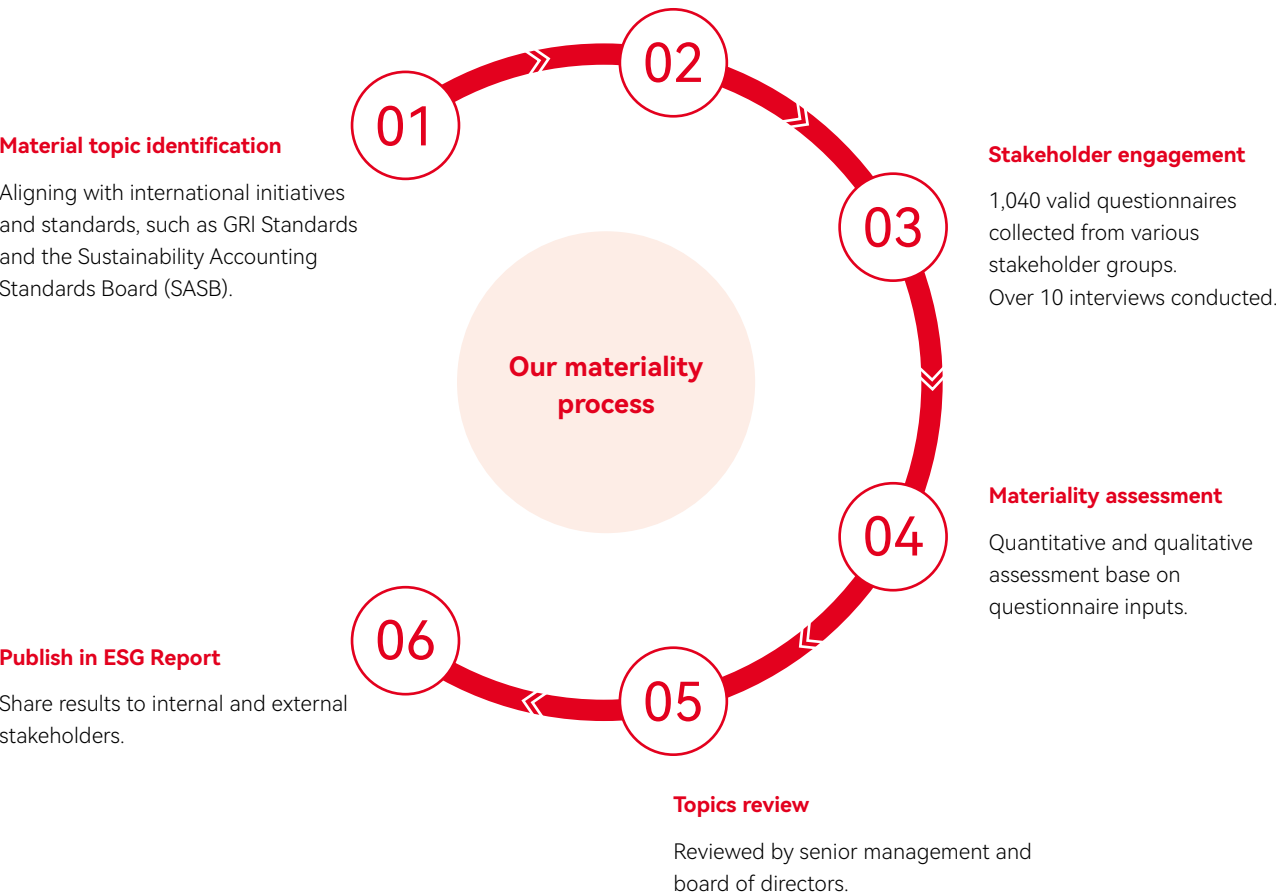 01
Material topic identification
Aligning with international initiatives
and standards, such as GRI Standards
and the Sustainability Accounting
Standards Board (SASB).
02
03
Stakeholder engagement
1,040 valid questionnaires
collected from various
stakeholder groups.
Over 10 interviews conducted.
Our materiality
process
04
Materiality assessment
Quantitative and qualitative
assessment base on
questionnaire inputs.
05
Topics review
Reviewed by senior management and
board of directors.
06
Publish in ESG Report
Share results to internal and external
stakeholders.